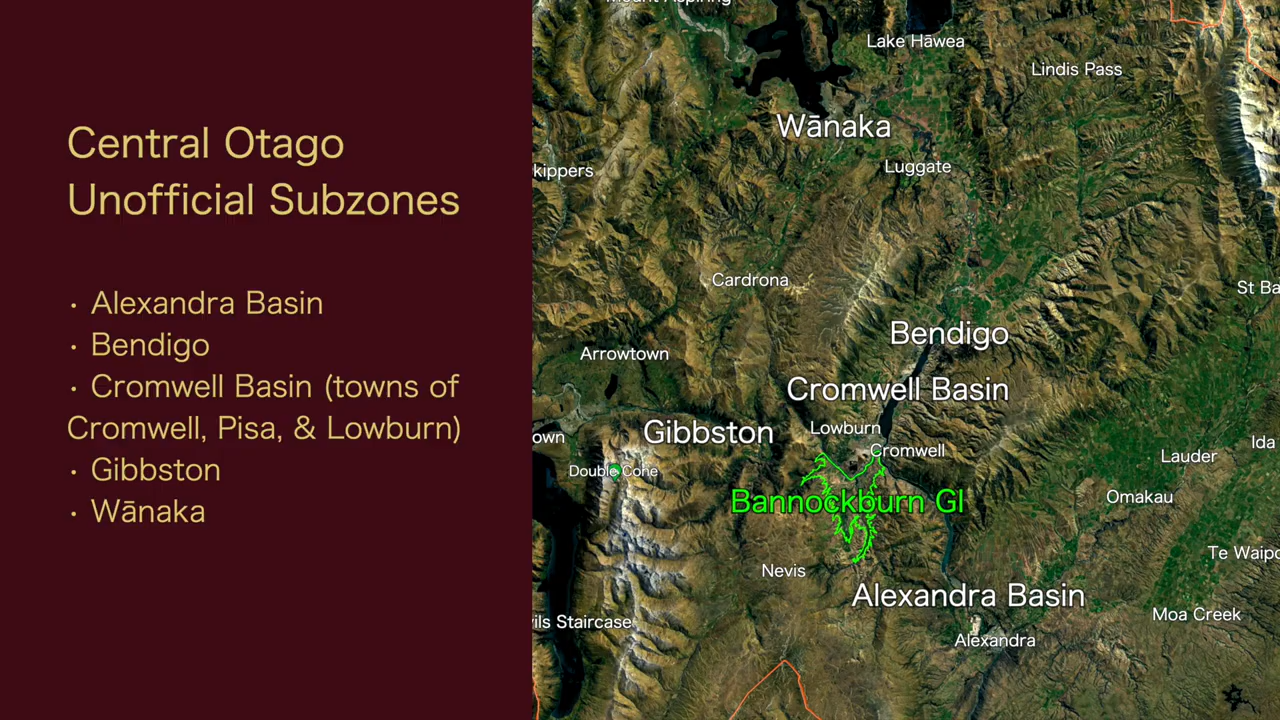 Central Otago
Unofficial Subzones
· Alexandra Basin
· Bendigo
· Cromwell Basin (towns of
Cromwell, Pisa, & Lowburn)
· Gibbston
· Wānaka
Mount Aspiring
Lake Hāwea
Lindis Pass
Wānaka
Luggate
kippers
Cardrona
St Ba
Bendigo
Arrowtown
Cromwell Basin
Lowburn
Gibbston
own
Cromwell
Ida
Lauder
Double Cone
Omakau
Bannockburn GI
Te Waipo
Nevis
Alexandra Basin
Moa Creek
ils Staircase
Alexandra